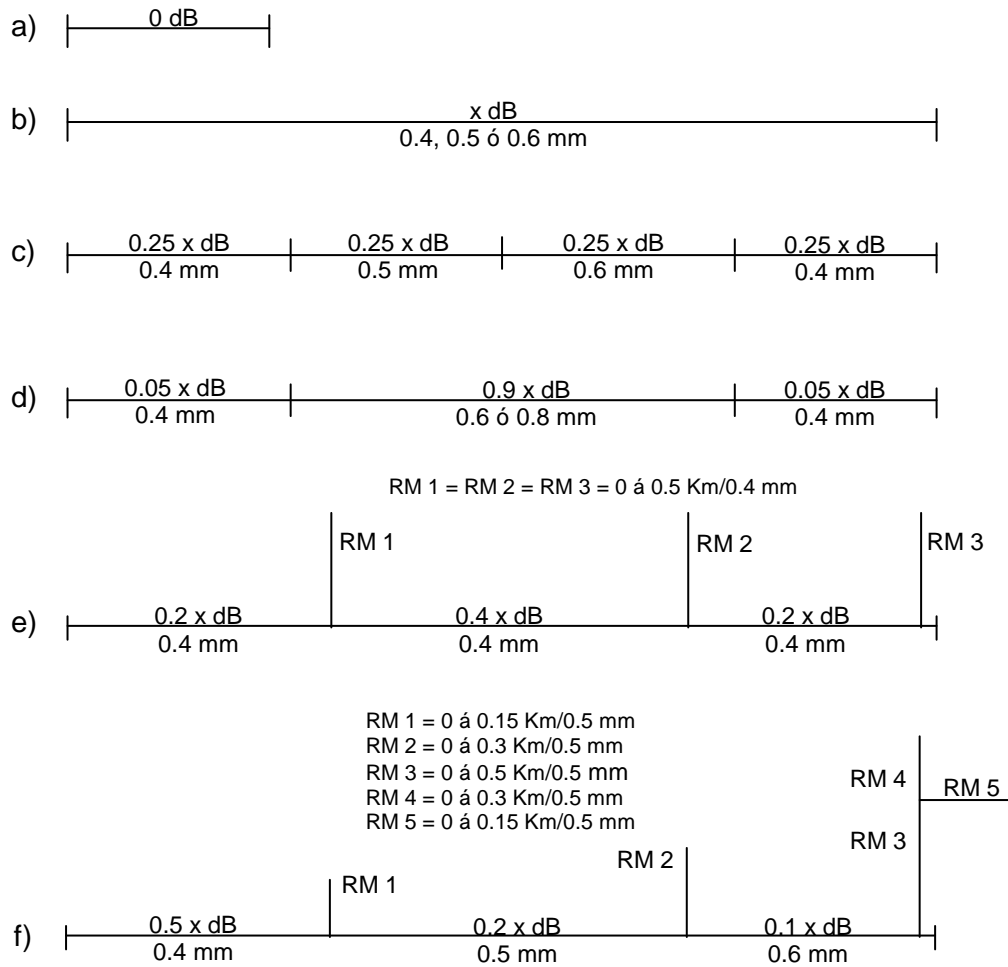 a) 0 dB
b) x dB
0.4, 0.5 ó 0.6 mm
c) 0.25 x dB 0.25 x dB 0.25 x dB 0.25 x dB
0.4 mm 0.5 mm 0.6 mm 0.4 mm
d) 0.05 x dB 0.9 x dB 0.05 x dB
0.4 mm 0.6 ó 0.8 mm 0.4 mm
RM 1 = RM 2 = RM 3 = 0 á 0.5 Km/0.4 mm
RM 1 RM 2 RM 3
e) 0.2 x dB 0.4 x dB 0.2 x dB
0.4 mm 0.4 mm 0.4 mm
RM 1 = 0 á 0.15 Km/0.5 mm
RM 2 = 0 á 0.3 Km/0.5 mm
RM 3 = 0 á 0.5 Km/0.5 mm
RM 4 = 0 á 0.3 Km/0.5 mm
RM 5 = 0 á 0.15 Km/0.5 mm
RM 4 RM 5
RM 3
RM 2
RM 1
f) 0.5 x dB 0.2 x dB 0.1 x dB
0.4 mm 0.5 mm 0.6 mm